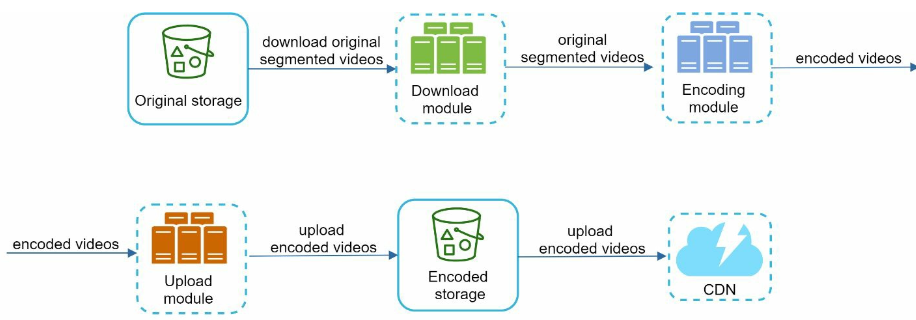 download original
segmented videos
Original storage
Download
module
original
segmented videos
Encoding
module
encoded videos
encoded videos
Upload
module
upload
encoded videos
Encoded
storage
upload
encoded videos
CDN